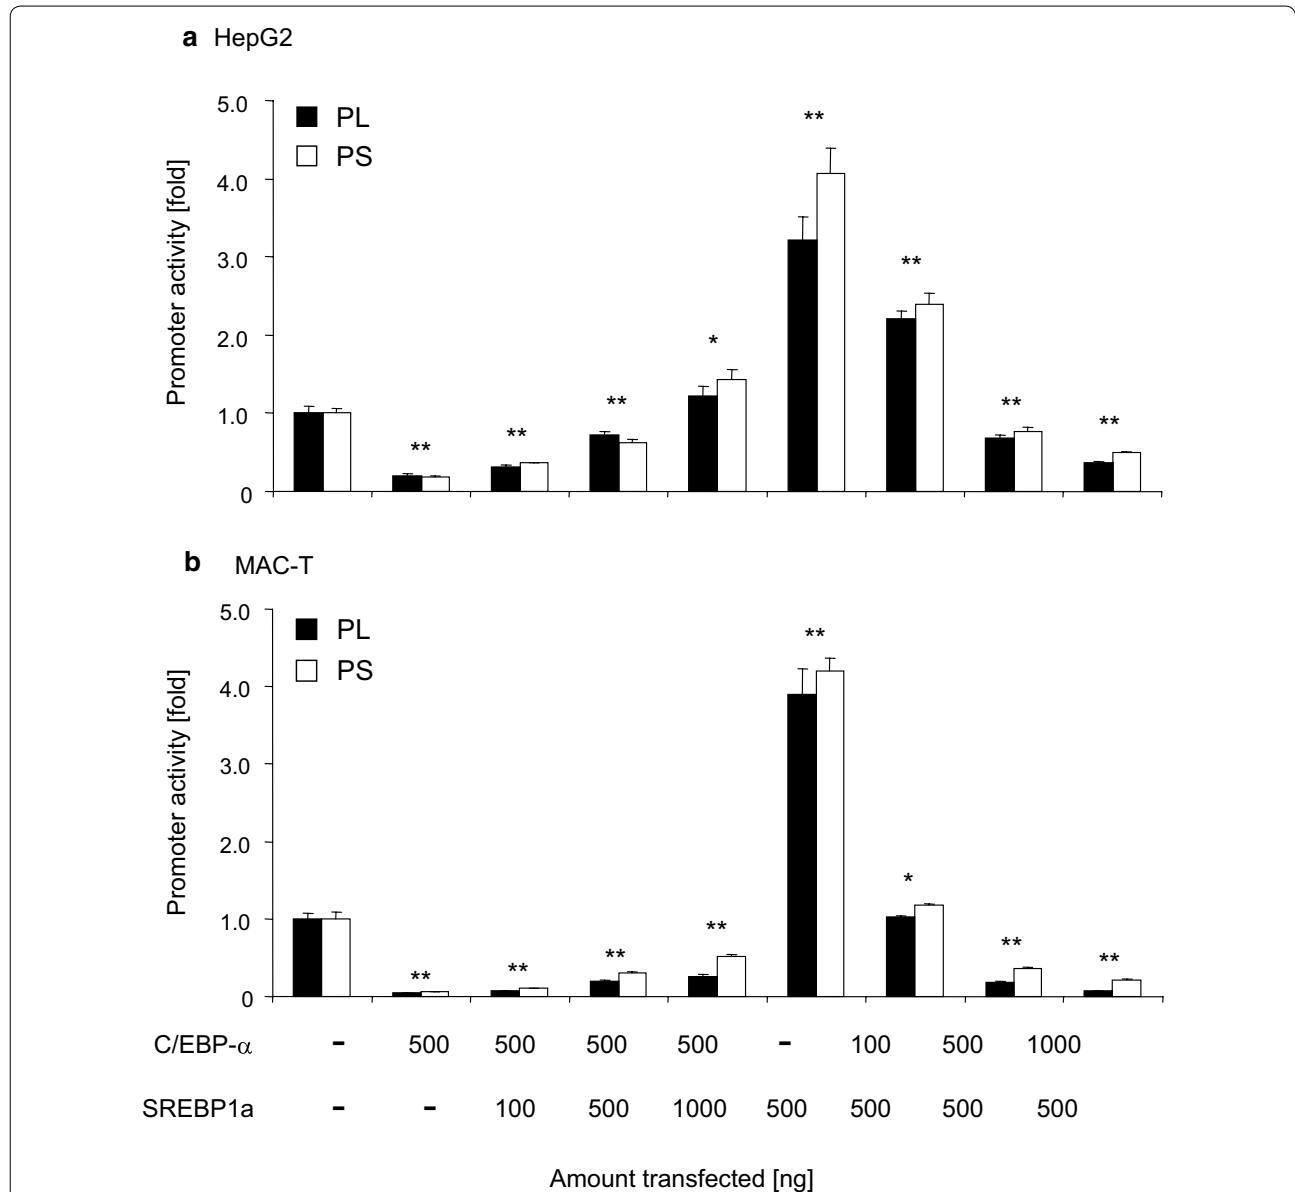 a HepG2
5.0
PL
**
PS
4.0
Promoter activity [fold]
3.0
**
2.0
*
1.0
**
**
**
**
**
0
b MAC-T
5.0
PL
**
PS
4.0
Promoter activity [fold]
3.0
2.0
*
1.0
**
**
**
**
**
**
0
C/EBP-α - 500 500 500 500 - 100 500 1000
SREBP1a - - 100 500 1000 500 500 500 500
Amount transfected [ng]